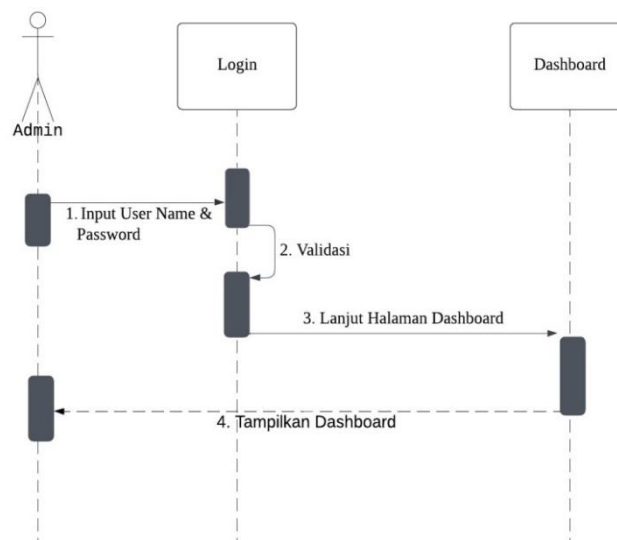 Login
Dashboard
Admin
1. Input User Name &
Password
2. Validasi
3. Lanjut Halaman Dashboard
4. Tampilkan Dashboard